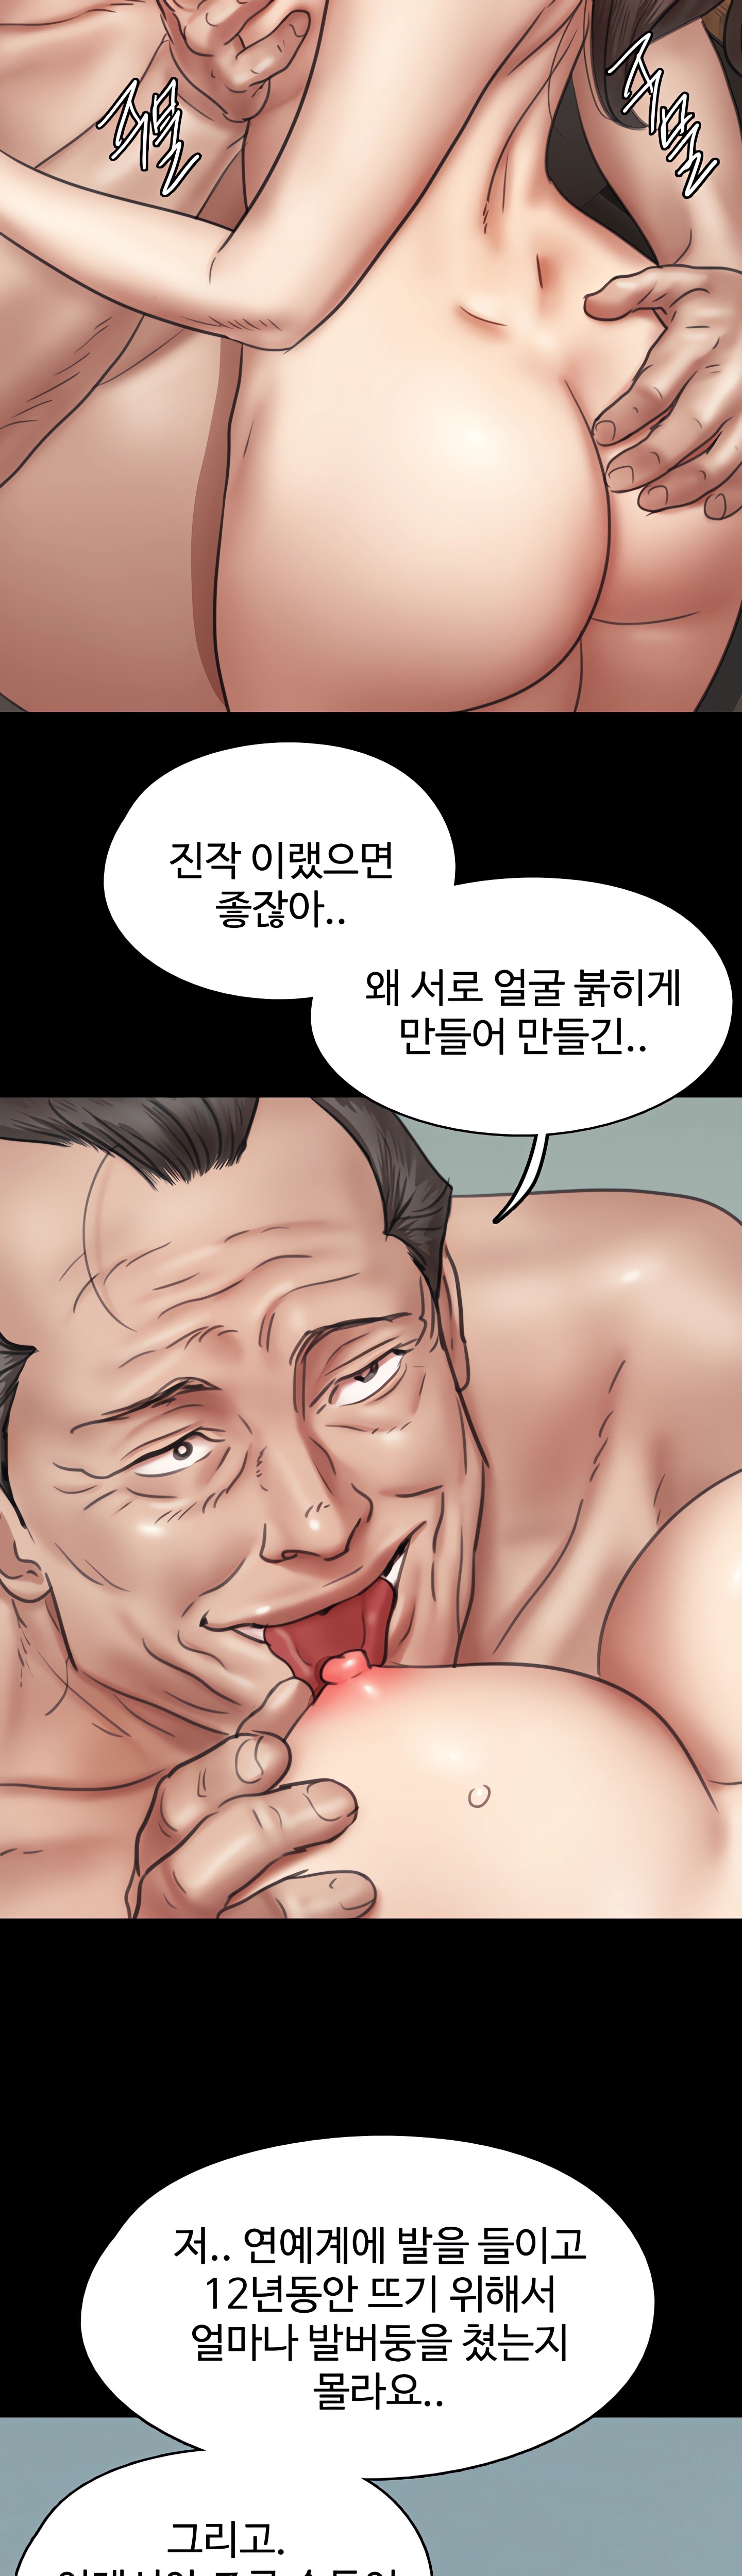 주물
주물
진작 이랬으면
좋잖아..
왜 서로 얼굴 붉히게
만들어 만들긴..
저.. 연예계에 발을 들이고
12년동안 뜨기 위해서
얼마나 발버둥을 쳤는지
몰라요..
그리고.